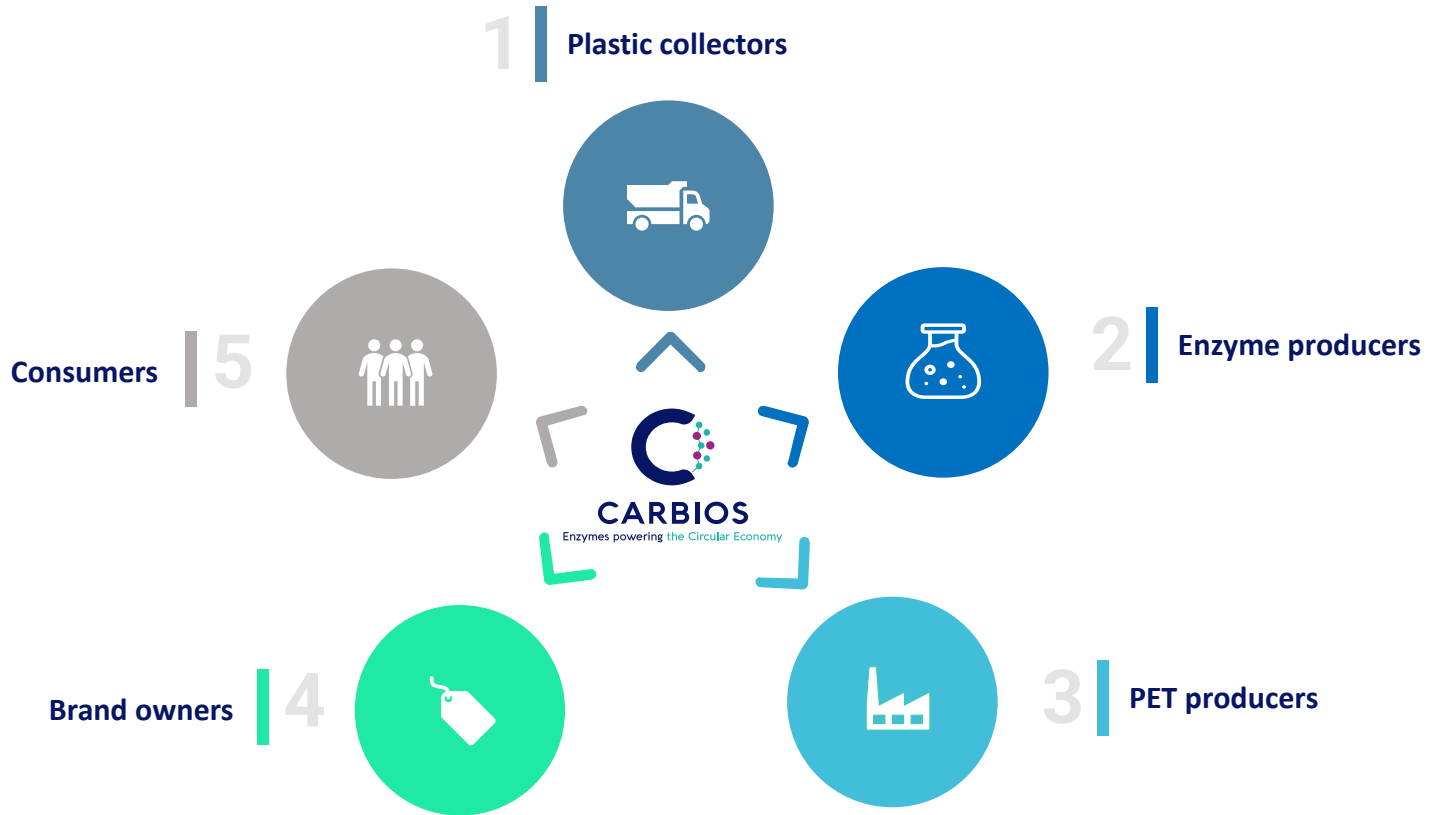 1
Plastic collectors
2
Enzyme producers
3
PET producers
4
Brand owners
5
Consumers
CARBIOS
Enzymes powering the Circular Economy